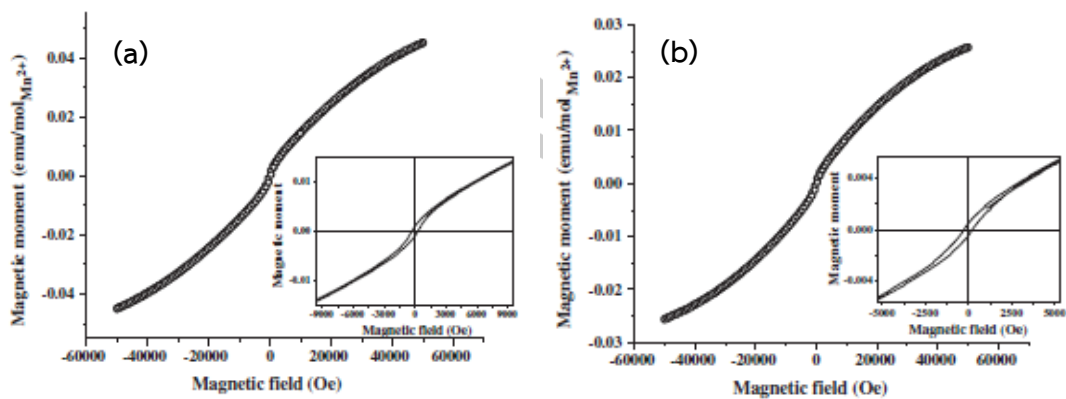 (a)
Magnetic moment (emu/mol Mn2+)
0.04
0.02
0.00
-0.02
-0.04
-60000 -40000 -20000 0 20000 40000 60000
Magnetic field (Oe)
Magnetic moment
0.01
0.00
-0.01
-9000 -6000 -3000 0 3000 6000 9000
Magnetic field (Oe)
(b)
Magnetic moment (emu/mol Mn2+)
0.03
0.02
0.01
0.00
-0.01
-0.02
-0.03
-60000 -40000 -20000 0 20000 40000 60000
Magnetic field (Oe)
Magnetic moment
0.004
0.000
-0.004
-5000 -2500 0 2500 5000
Magnetic field (Oe)